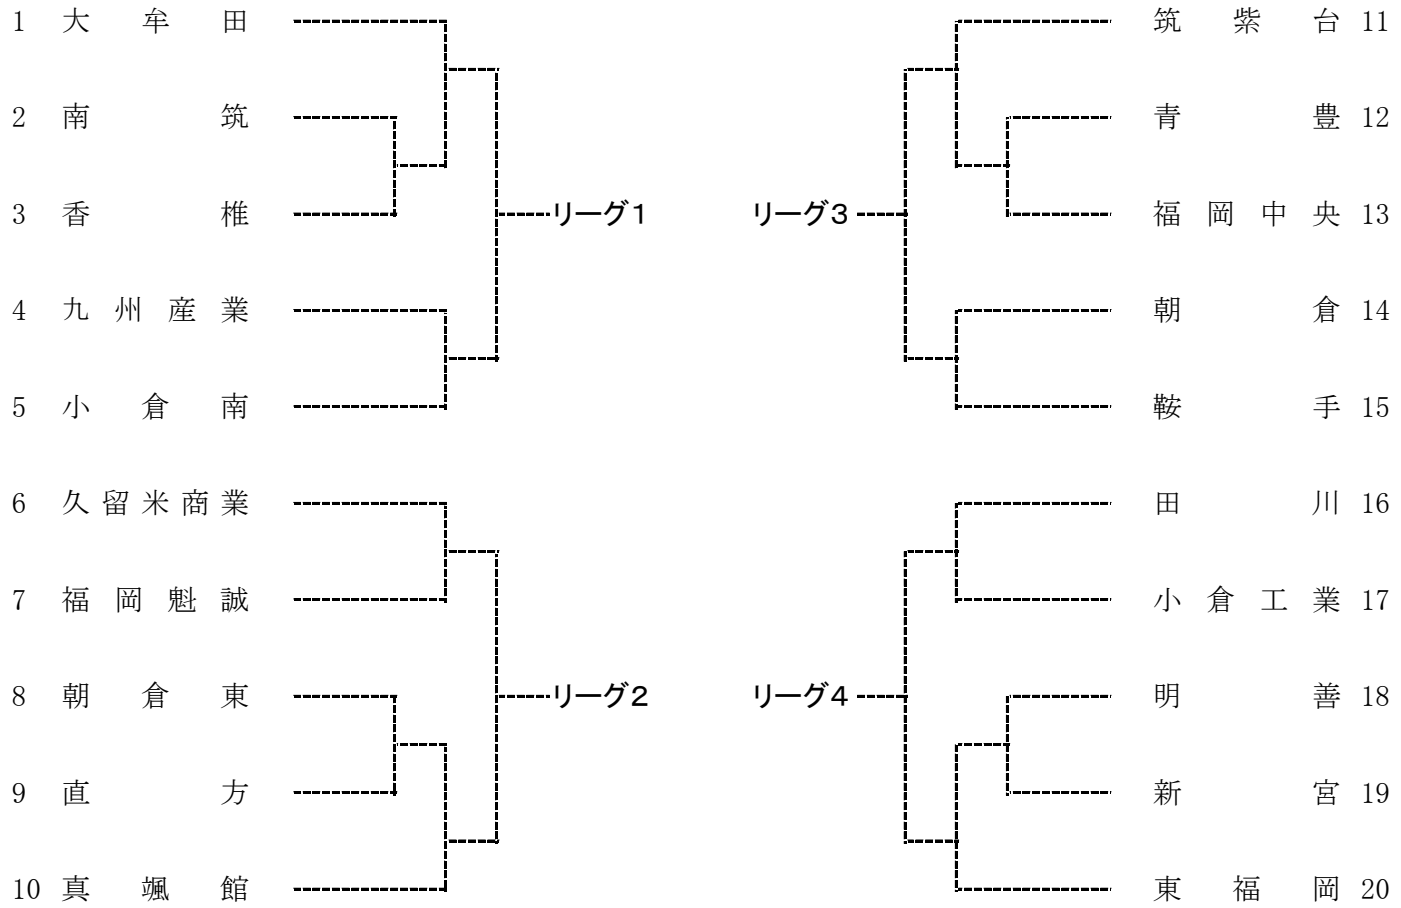 1 大牟田
2 南筑
3 香椎
リーグ1
4 九州産業
5 小倉南
6 久留米商業
7 福岡魁誠
8 朝倉東
リーグ2
9 直方
10 真颯館
筑紫台 11
青豊 12
リーグ3
福岡中央 13
朝倉 14
鞍手 15
田川 16
小倉工業 17
リーグ4
明善 18
新宮 19
東福岡 20